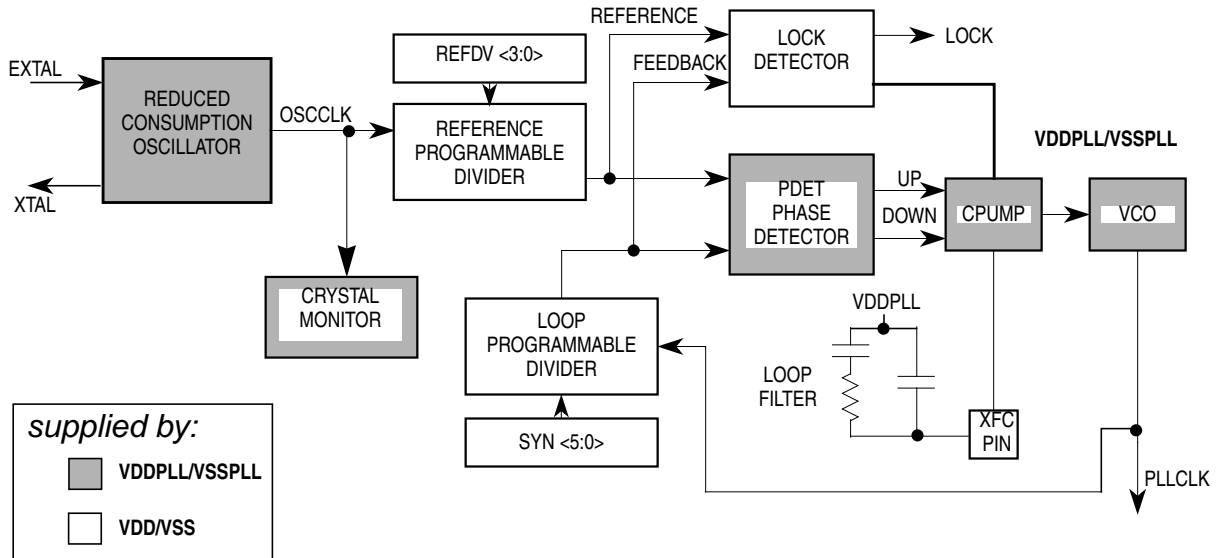 REFERENCE
LOCK
DETECTOR
LOCK
REFDV <3:0>
FEEDBACK
EXTAL
REDUCED
CONSUMPTION
OSCILLATOR
OSCCLK
REFERENCE
PROGRAMMABLE
DIVIDER
VDDPLL/VSSPLL
XTAL
PDET
PHASE
DETECTOR
UP
DOWN
CPUMP
VCO
CRYSTAL
MONITOR
LOOP
PROGRAMMABLE
DIVIDER
VDDPLL
LOOP
FILTER
XFC
PIN
SYN <5:0>
PLLCLK
supplied by:
VDDPLL/VSSPLL
VDD/VSS